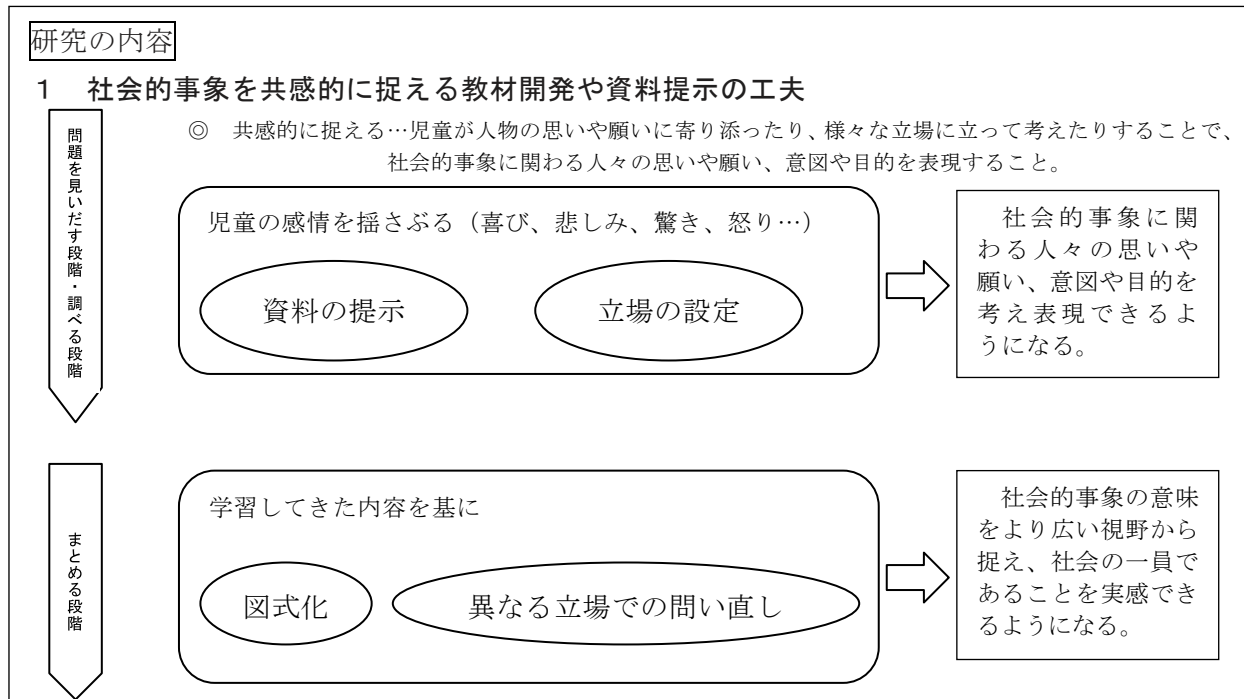 研究の内容
1 社会的事象を共感的に捉える教材開発や資料提示の工夫
◎ 共感的に捉える…児童が人物の思いや願いに寄り添ったり、様々な立場に立って考えたりすることで、
社会的事象に関わる人々の思いや願い、意図や目的を表現すること。
問題を見いだす段階・調べる段階
児童の感情を揺さぶる（喜び、悲しみ、驚き、怒り…）
資料の提示
立場の設定
社会的事象に関
わる人々の思いや
願い、意図や目的を
考え表現できるよ
うになる。
まとめる段階
学習してきた内容を基に
図式化
異なる立場での問い直し
社会的事象の意味
をより広い視野から
捉え、社会の一員で
あることを実感でき
るようになる。